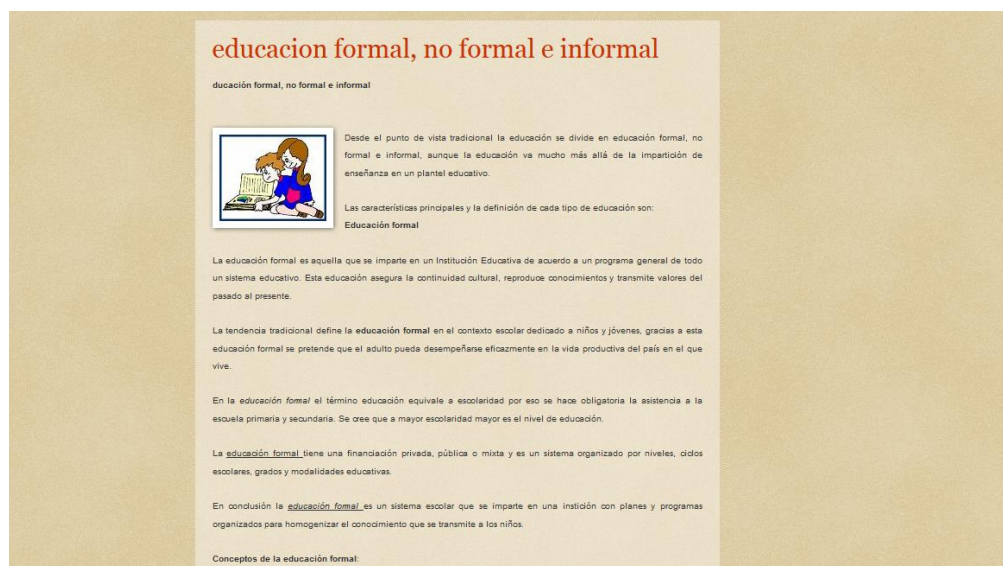 educacion formal, no formal e informal
ducación formal, no formal e informal
Desde el punto de vista tradicional la educación se divide en educación formal, no
formal e informal, aunque la educación va mucho más allá de la impartición de
enseñanza en un plantel educativo.
Las características principales y la definición de cada tipo de educación son:
Educación formal
La educación formal es aquella que se imparte en un Institución Educativa de acuerdo a un programa general de todo
un sistema educativo. Esta educación asegura la continuidad cultural, reproduce conocimientos y transmite valores del
pasado al presente.
La tendencia tradicional define la educación formal en el contexto escolar dedicado a niños y jóvenes, gracias a esta
educación formal se pretende que el adulto pueda desempeñarse eficazmente en la vida productiva del país en el que
vive.
En la educación formal el término educación equivale a escolaridad por eso se hace obligatoria la asistencia a la
escuela primaria y secundaria. Se cree que a mayor escolaridad mayor es el nivel de educación.
La educación formal tiene una financiación privada, pública o mixta y es un sistema organizado por niveles, ciclos
escolares, grados y modalidades educativas.
En conclusión la educación formal es un sistema escolar que se imparte en una instición con planes y programas
organizados para homogenizar el conocimiento que se transmite a los niños.
Conceptos de la educación formal: